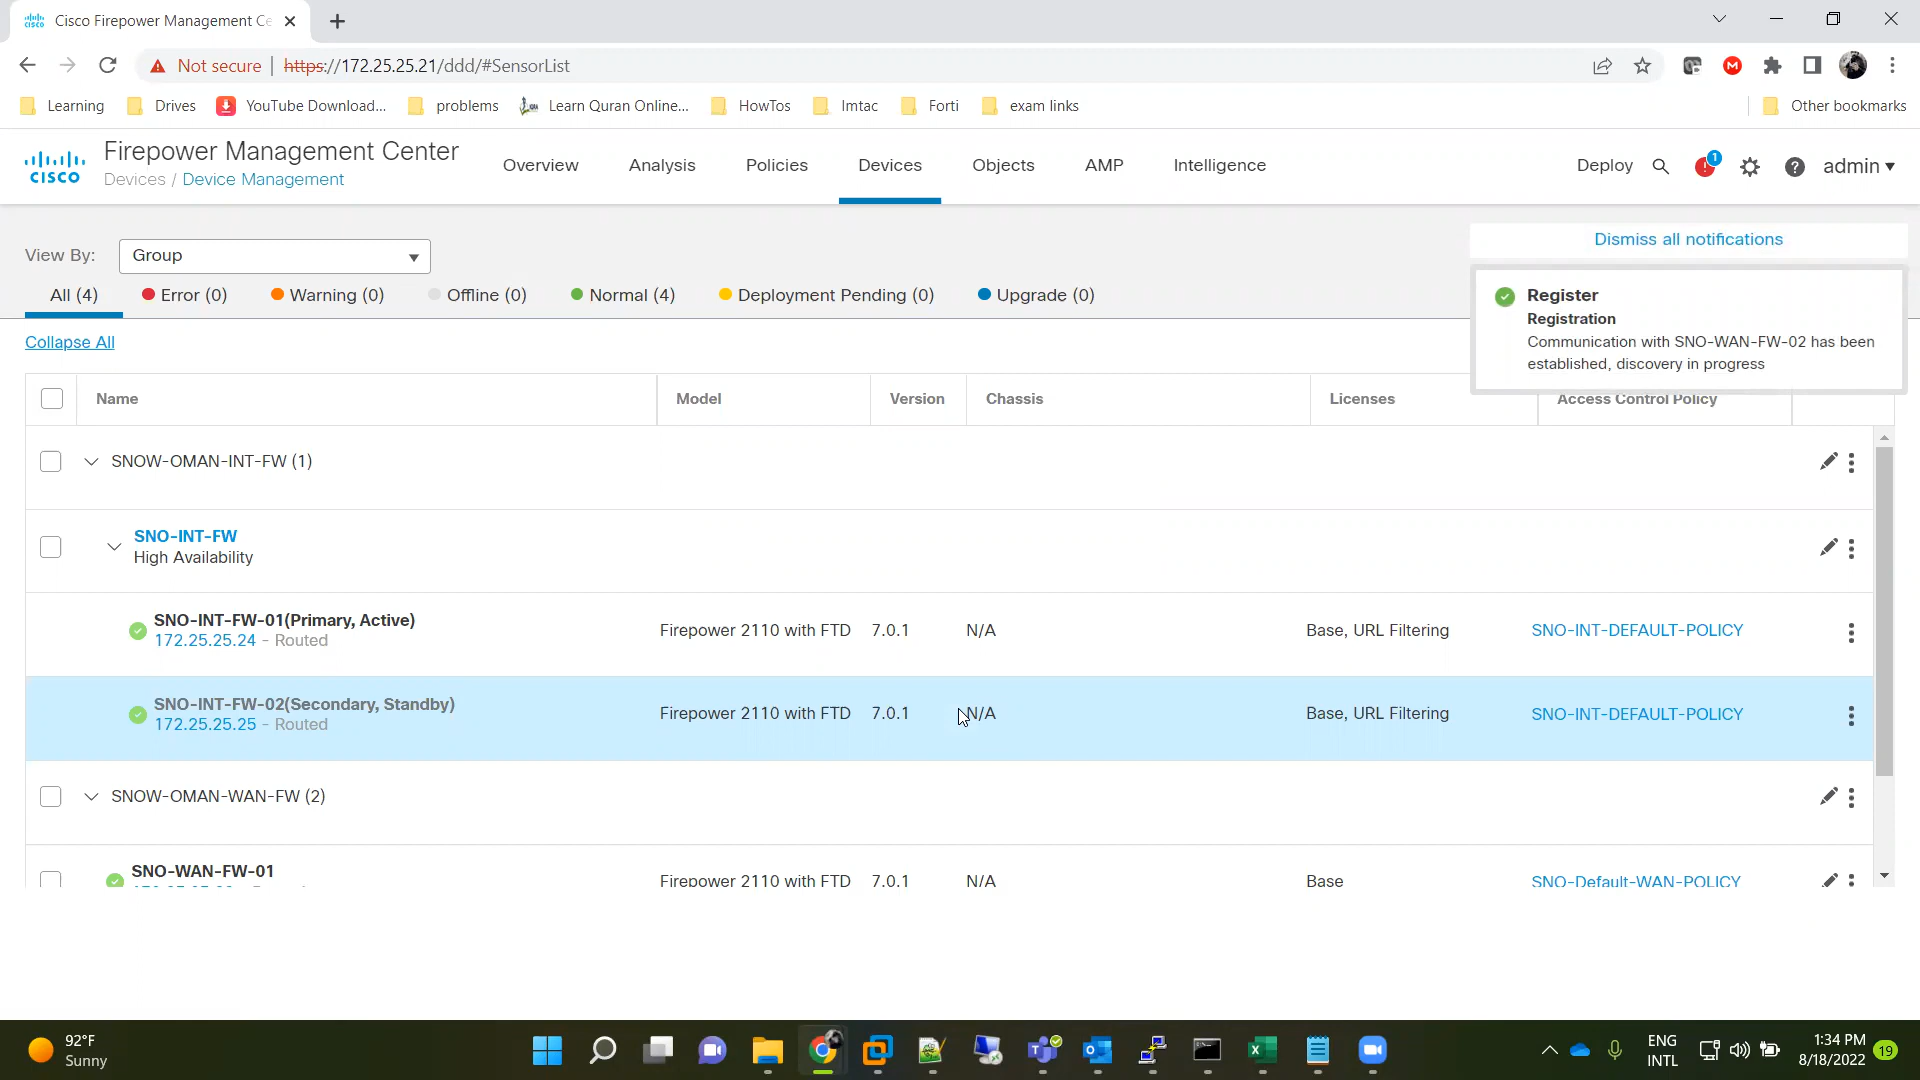 Cisco Firepower Management Ce
Not secure | https://172.25.25.21/ddd/#SensorList
Learning Drives YouTube Download... problems Learn Quran Online... HowTos Imtac Forti exam links Other bookmarks
cisco
Firepower Management Center
Devices / Device Management
Overview Analysis Policies Devices Objects AMP Intelligence Deploy 1 admin
View By: Group
Dismiss all notifications
All (4) Error (0) Warning (0) Offline (0) Normal (4) Deployment Pending (0) Upgrade (0)
Register
Registration
Communication with SNO-WAN-FW-02 has been
established, discovery in progress
Collapse All
Name Model Version Chassis Licenses Access Control Policy
SNOW-OMAN-INT-FW (1)
SNO-INT-FW
High Availability
SNO-INT-FW-01(Primary, Active)
172.25.25.24 - Routed
Firepower 2110 with FTD 7.0.1 N/A Base, URL Filtering SNO-INT-DEFAULT-POLICY
SNO-INT-FW-02(Secondary, Standby)
172.25.25.25 - Routed
Firepower 2110 with FTD 7.0.1 N/A Base, URL Filtering SNO-INT-DEFAULT-POLICY
SNOW-OMAN-WAN-FW (2)
SNO-WAN-FW-01
Firepower 2110 with FTD 7.0.1 N/A Base SNO-Default-WAN-POLICY
92°F
Sunny
ENG
INTL
1:34 PM
8/18/2022
19